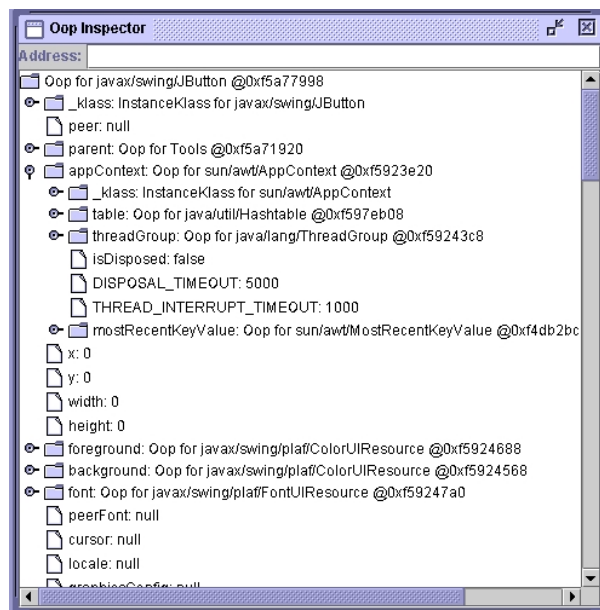 Oop Inspector
Address:
Oop for javax/swing/JButton @0xf5a77998
_klass: InstanceKlass for javax/swing/JButton
peer: null
parent: Oop for Tools @0xf5a71920
appContext: Oop for sun/awt/AppContext @0xf5923e20
_klass: InstanceKlass for sun/awt/AppContext
table: Oop for java/util/Hashtable @0xf597eb08
threadGroup: Oop for java/lang/ThreadGroup @0xf59243c8
isDisposed: false
DISPOSAL_TIMEOUT: 5000
THREAD_INTERRUPT_TIMEOUT: 1000
mostRecentKeyValue: Oop for sun/awt/MostRecentKeyValue @0xf4db2bc
x: 0
y: 0
width: 0
height: 0
foreground: Oop for javax/swing/plaf/ColorUIResource @0xf5924688
background: Oop for javax/swing/plaf/ColorUIResource @0xf5924568
font: Oop for javax/swing/plaf/FontUIResource @0xf59247a0
peerFont: null
cursor: null
locale: null
graphicsConfig: null